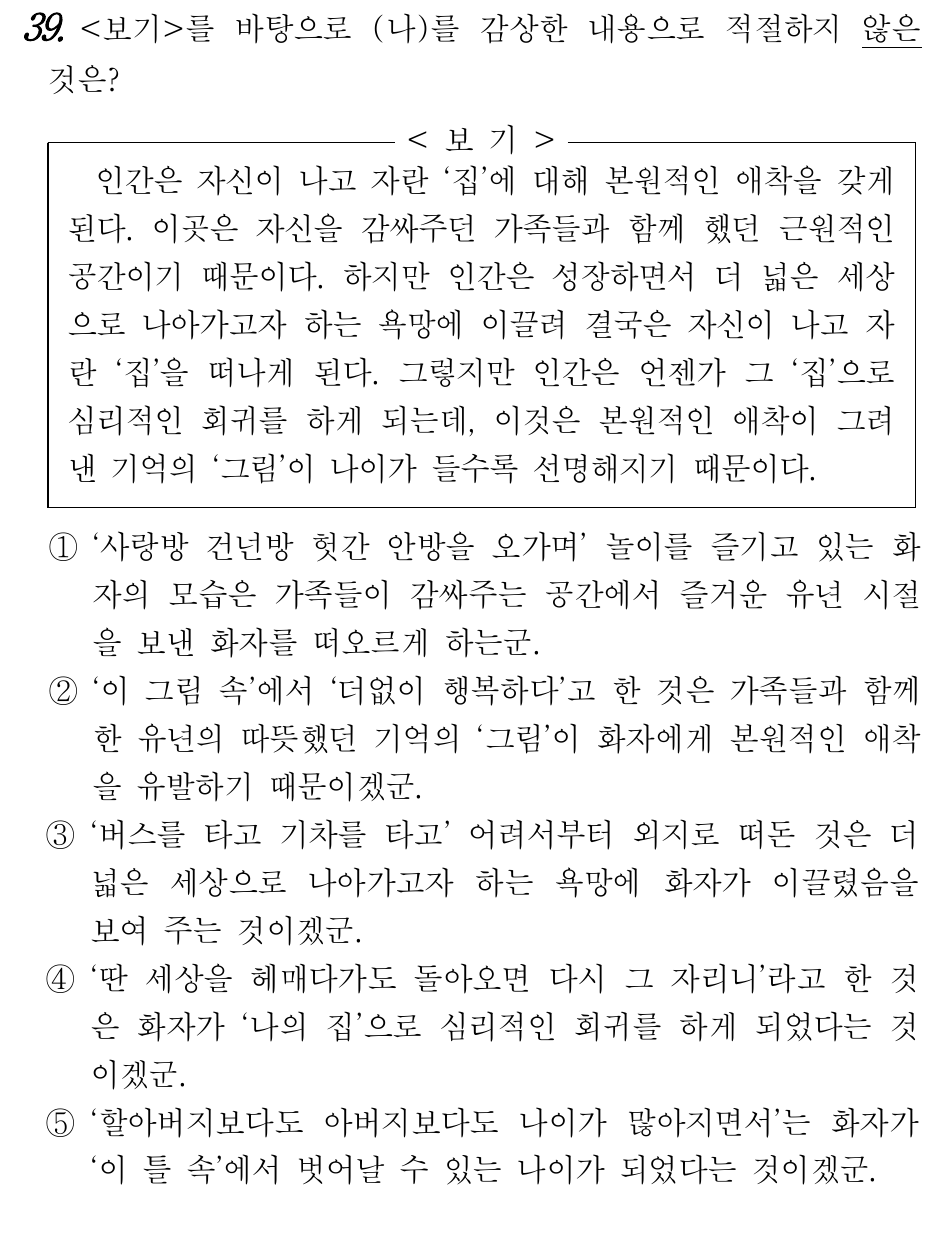 39. <보기>를 바탕으로 (나)를 감상한 내용으로 적절하지 않은
것은?
< 보 기 >
인간은 자신이 나고 자란 ‘집’에 대해 본원적인 애착을 갖게
된다. 이곳은 자신을 감싸주던 가족들과 함께 했던 근원적인
공간이기 때문이다. 하지만 인간은 성장하면서 더 넓은 세상
으로 나아가고자 하는 욕망에 이끌려 결국은 자신이 나고 자
란 ‘집’을 떠나게 된다. 그렇지만 인간은 언젠가 그 ‘집’으로
심리적인 회귀를 하게 되는데, 이것은 본원적인 애착이 그려
낸 기억의 ‘그림’이 나이가 들수록 선명해지기 때문이다.
① ‘사랑방 건넌방 헛간 안방을 오가며’ 놀이를 즐기고 있는 화
자의 모습은 가족들이 감싸주는 공간에서 즐거운 유년 시절
을 보낸 화자를 떠오르게 하는군.
② ‘이 그림 속’에서 ‘더없이 행복하다’고 한 것은 가족들과 함께
한 유년의 따뜻했던 기억의 ‘그림’이 화자에게 본원적인 애착
을 유발하기 때문이겠군.
③ ‘버스를 타고 기차를 타고’ 어려서부터 외지로 떠돈 것은 더
넓은 세상으로 나아가고자 하는 욕망에 화자가 이끌렸음을
보여 주는 것이겠군.
④ ‘딴 세상을 헤매다가도 돌아오면 다시 그 자리니’라고 한 것
은 화자가 ‘나의 집’으로 심리적인 회귀를 하게 되었다는 것
이겠군.
⑤ ‘할아버지보다도 아버지보다도 나이가 많아지면서’는 화자가
‘이 틀 속’에서 벗어날 수 있는 나이가 되었다는 것이겠군.